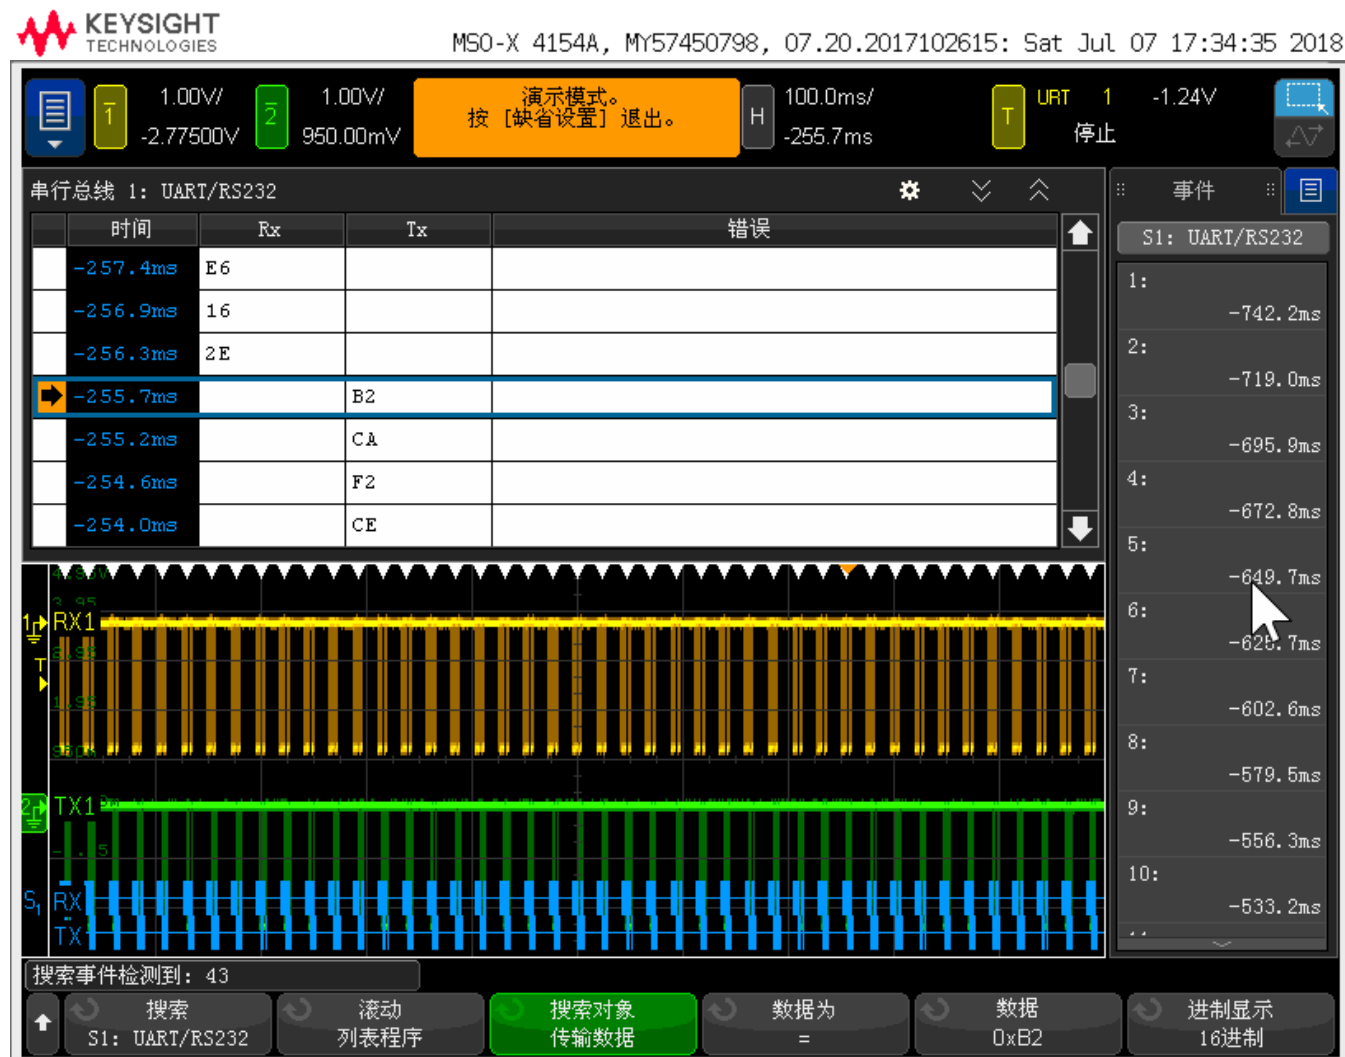 KEYSIGHT
TECHNOLOGIES
MSO-X 4154A, MY57450798, 07.20.2017102615: Sat Jul 07 17:34:35 2018
1 1.00V/ 2 1.00V/ 演示模式。 H 100.0ms/ T URT 1 -1.24V
-2.77500V 950.00mV 按 [缺省设置] 退出。 -255.7ms 停止
串行总线 1: UART/RS232
时间 Rx Tx 错误
-257.4ms E6
-256.9ms 16
-256.3ms 2E
-255.7ms B2
-255.2ms CA
-254.6ms F2
-254.0ms CE
事件
S1: UART/RS232
1:
-742.2ms
2:
-719.0ms
3:
-695.9ms
4:
-672.8ms
5:
-649.7ms
6:
7:
-602.6ms
8:
-579.5ms
9:
-556.3ms
10:
-533.2ms
1 RX1
T
2 TX1
S1 RX
TX
搜索事件检测到: 43
搜索 滚动 搜索对象 数据为 数据 进制显示
S1: UART/RS232 列表程序 传输数据 = 0xB2 16进制